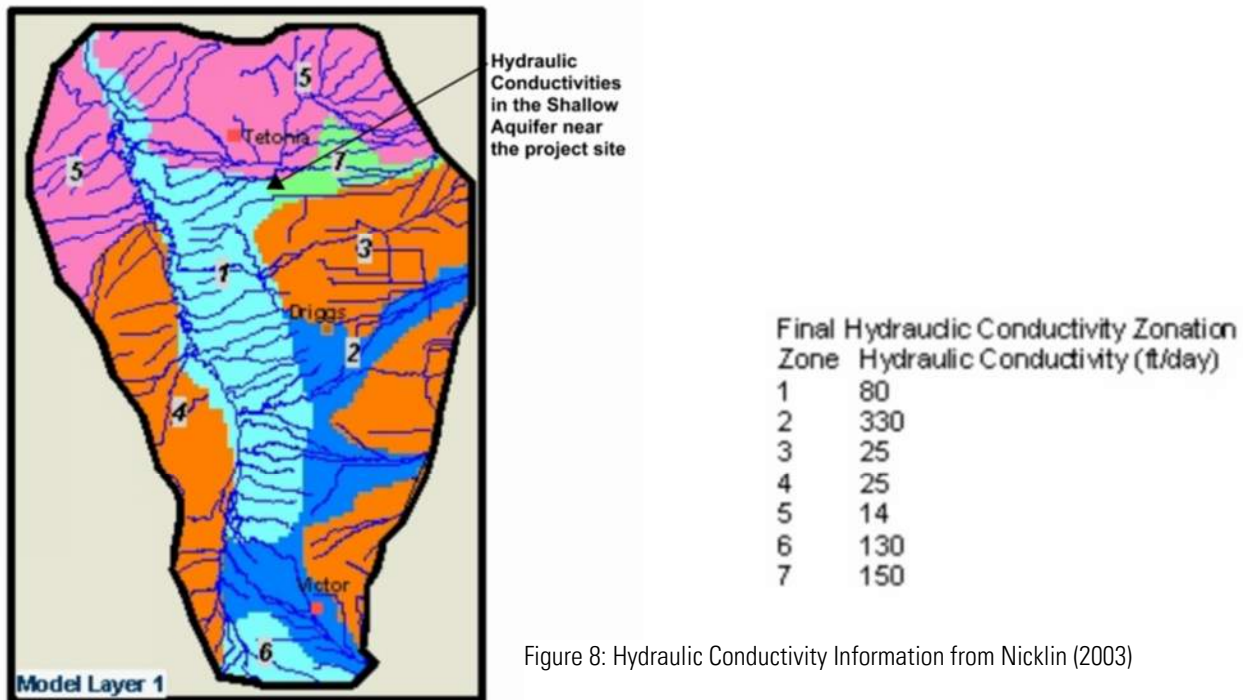 Hydraulic
Conductivities
in the Shallow
Aquifer near
the project site
5
Tetonia
7
5
3
1
Driggs
2
4
Victor
6
Model Layer 1
Final Hydraudic Conductivity Zonation
Zone Hydraulic Conductivity (ft/day)
1 80
2 330
3 25
4 25
5 14
6 130
7 150
Figure 8: Hydraulic Conductivity Information from Nicklin (2003)